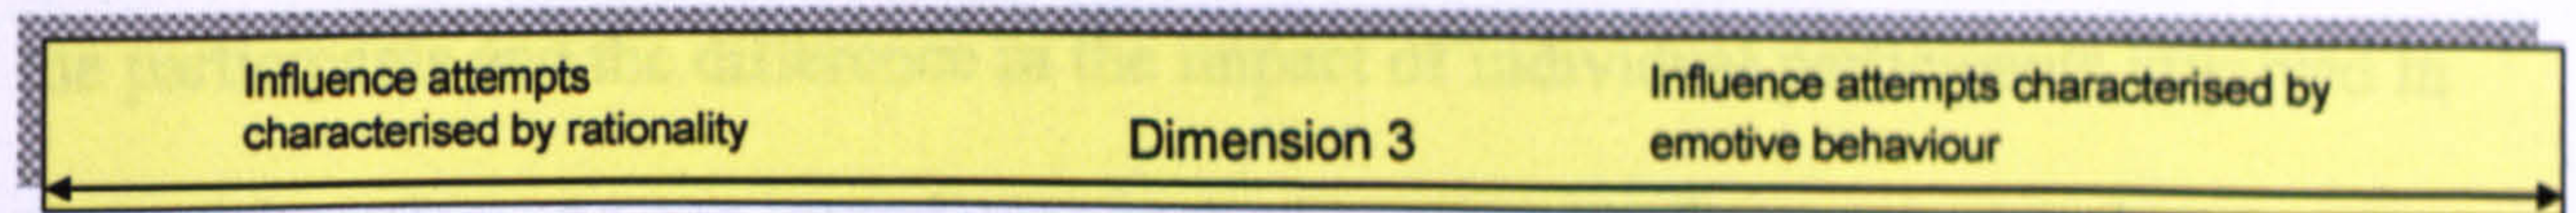 Influence attempts
characterised by rationality
Dimension 3
Influence attempts characterised by
emotive behaviour